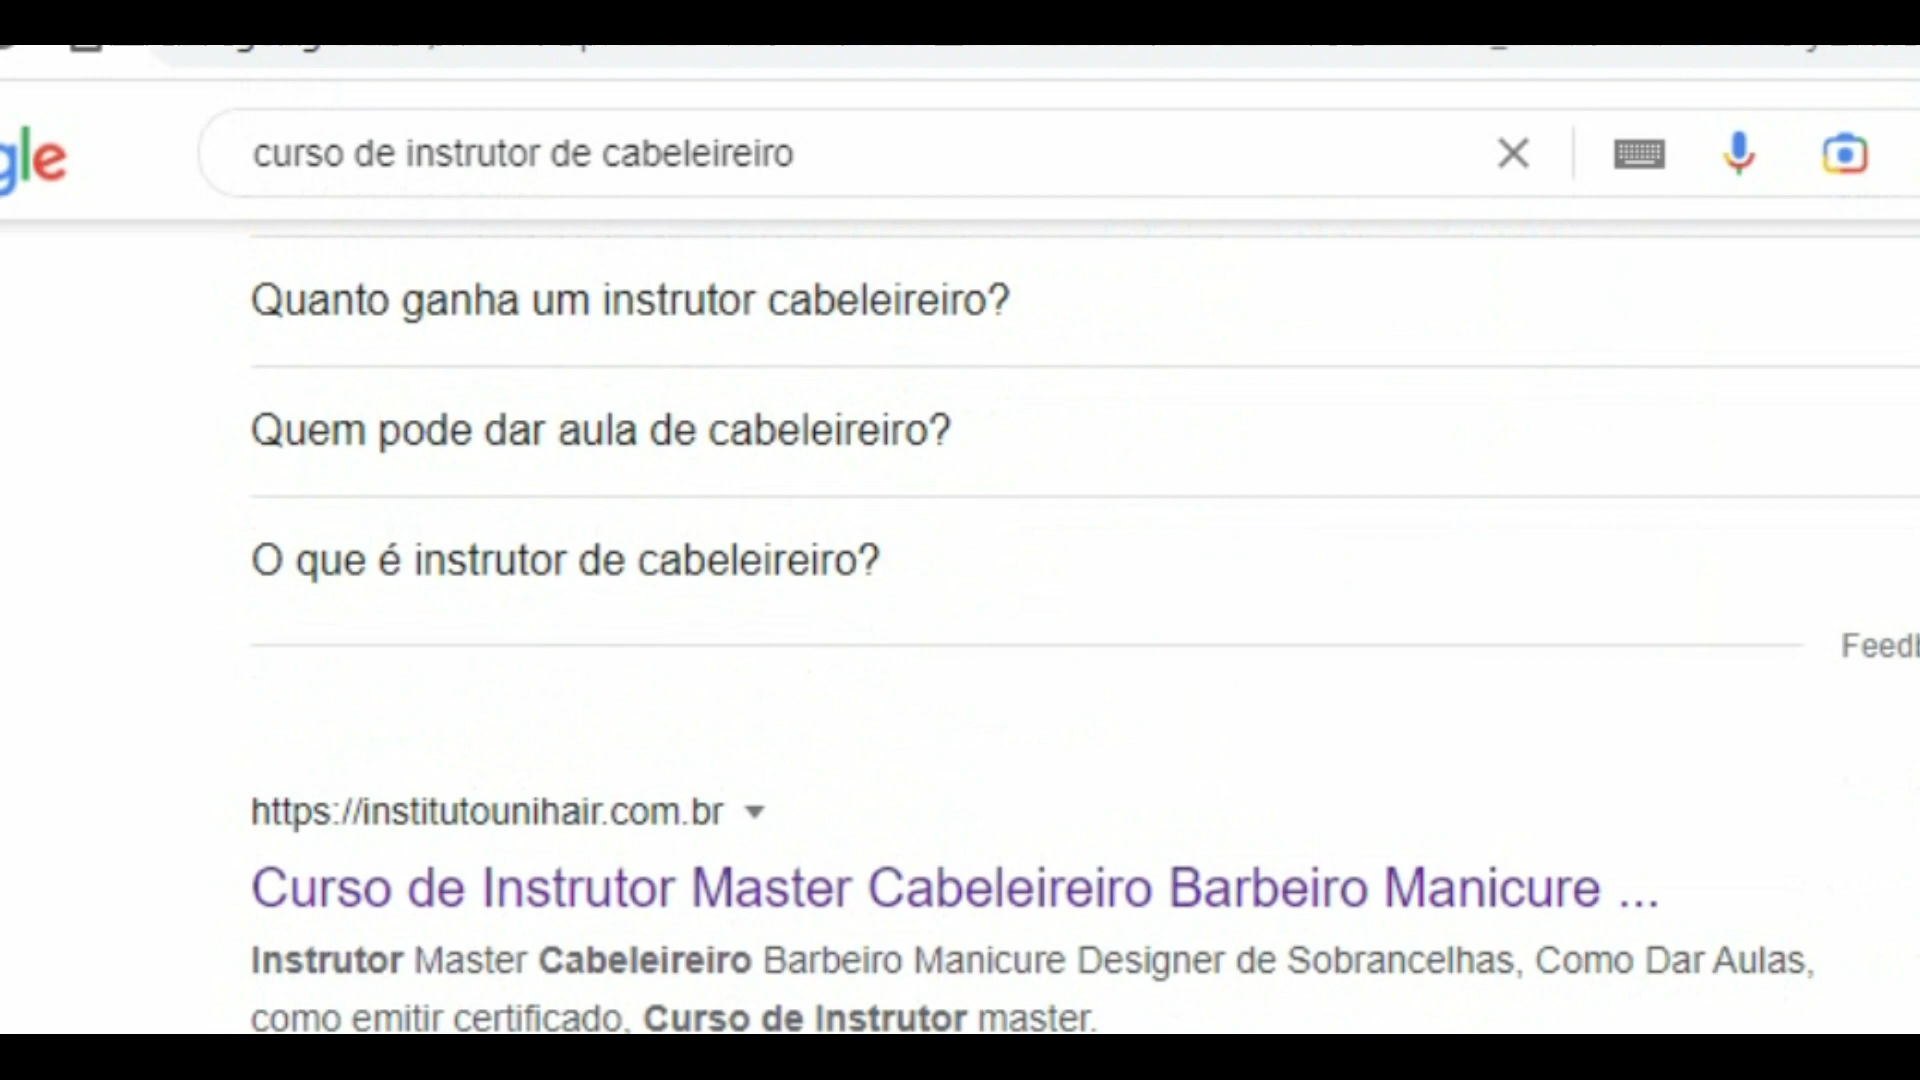 gle
curso de instrutor de cabeleireiro
Quanto ganha um instrutor cabeleireiro?
Quem pode dar aula de cabeleireiro?
O que é instrutor de cabeleireiro?
Feedb
https://institutounihair.com.br
Curso de Instrutor Master Cabeleireiro Barbeiro Manicure ...
Instrutor Master Cabeleireiro Barbeiro Manicure Designer de Sobrancelhas, Como Dar Aulas,
como emitir certificado, Curso de Instrutor master.